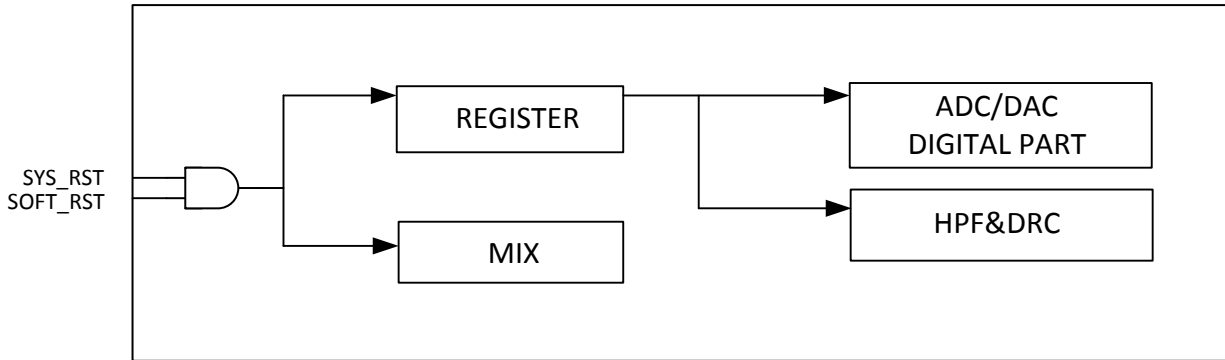 SYS_RST
SOFT_RST
REGISTER
MIX
ADC/DAC
DIGITAL PART
HPF&DRC